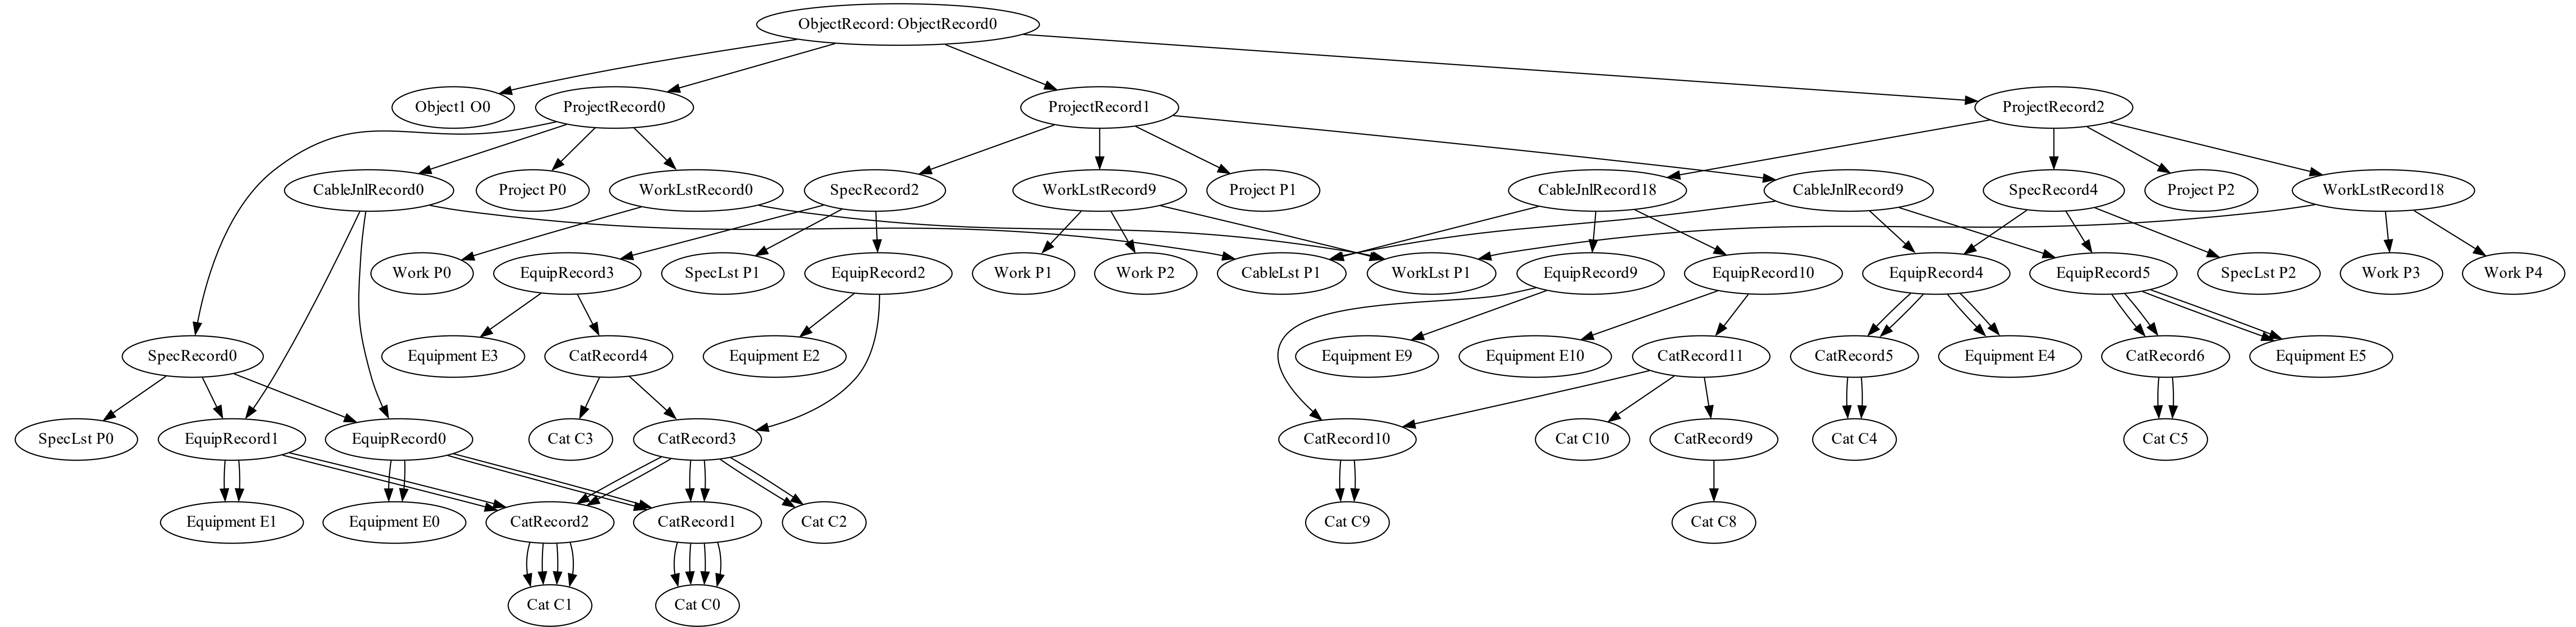 ObjectRecord: ObjectRecord0
Object1 O0
ProjectRecord0
ProjectRecord1
ProjectRecord2
CableJnlRecord0
Project P0
WorkLstRecord0
SpecRecord2
WorkLstRecord9
Project P1
CableJnlRecord18
CableJnlRecord9
SpecRecord4
Project P2
WorkLstRecord18
Work P0
EquipRecord3
SpecLst P1
EquipRecord2
Work P1
Work P2
CableLst P1
WorkLst P1
EquipRecord9
EquipRecord10
EquipRecord4
EquipRecord5
SpecLst P2
Work P3
Work P4
SpecRecord0
Equipment E3
CatRecord4
Equipment E2
Equipment E9
Equipment E10
CatRecord11
CatRecord5
Equipment E4
CatRecord6
Equipment E5
SpecLst P0
EquipRecord1
EquipRecord0
Cat C3
CatRecord3
CatRecord10
Cat C10
CatRecord9
Cat C4
Cat C5
Equipment E1
Equipment E0
CatRecord2
CatRecord1
Cat C2
Cat C9
Cat C8
Cat C1
Cat C0